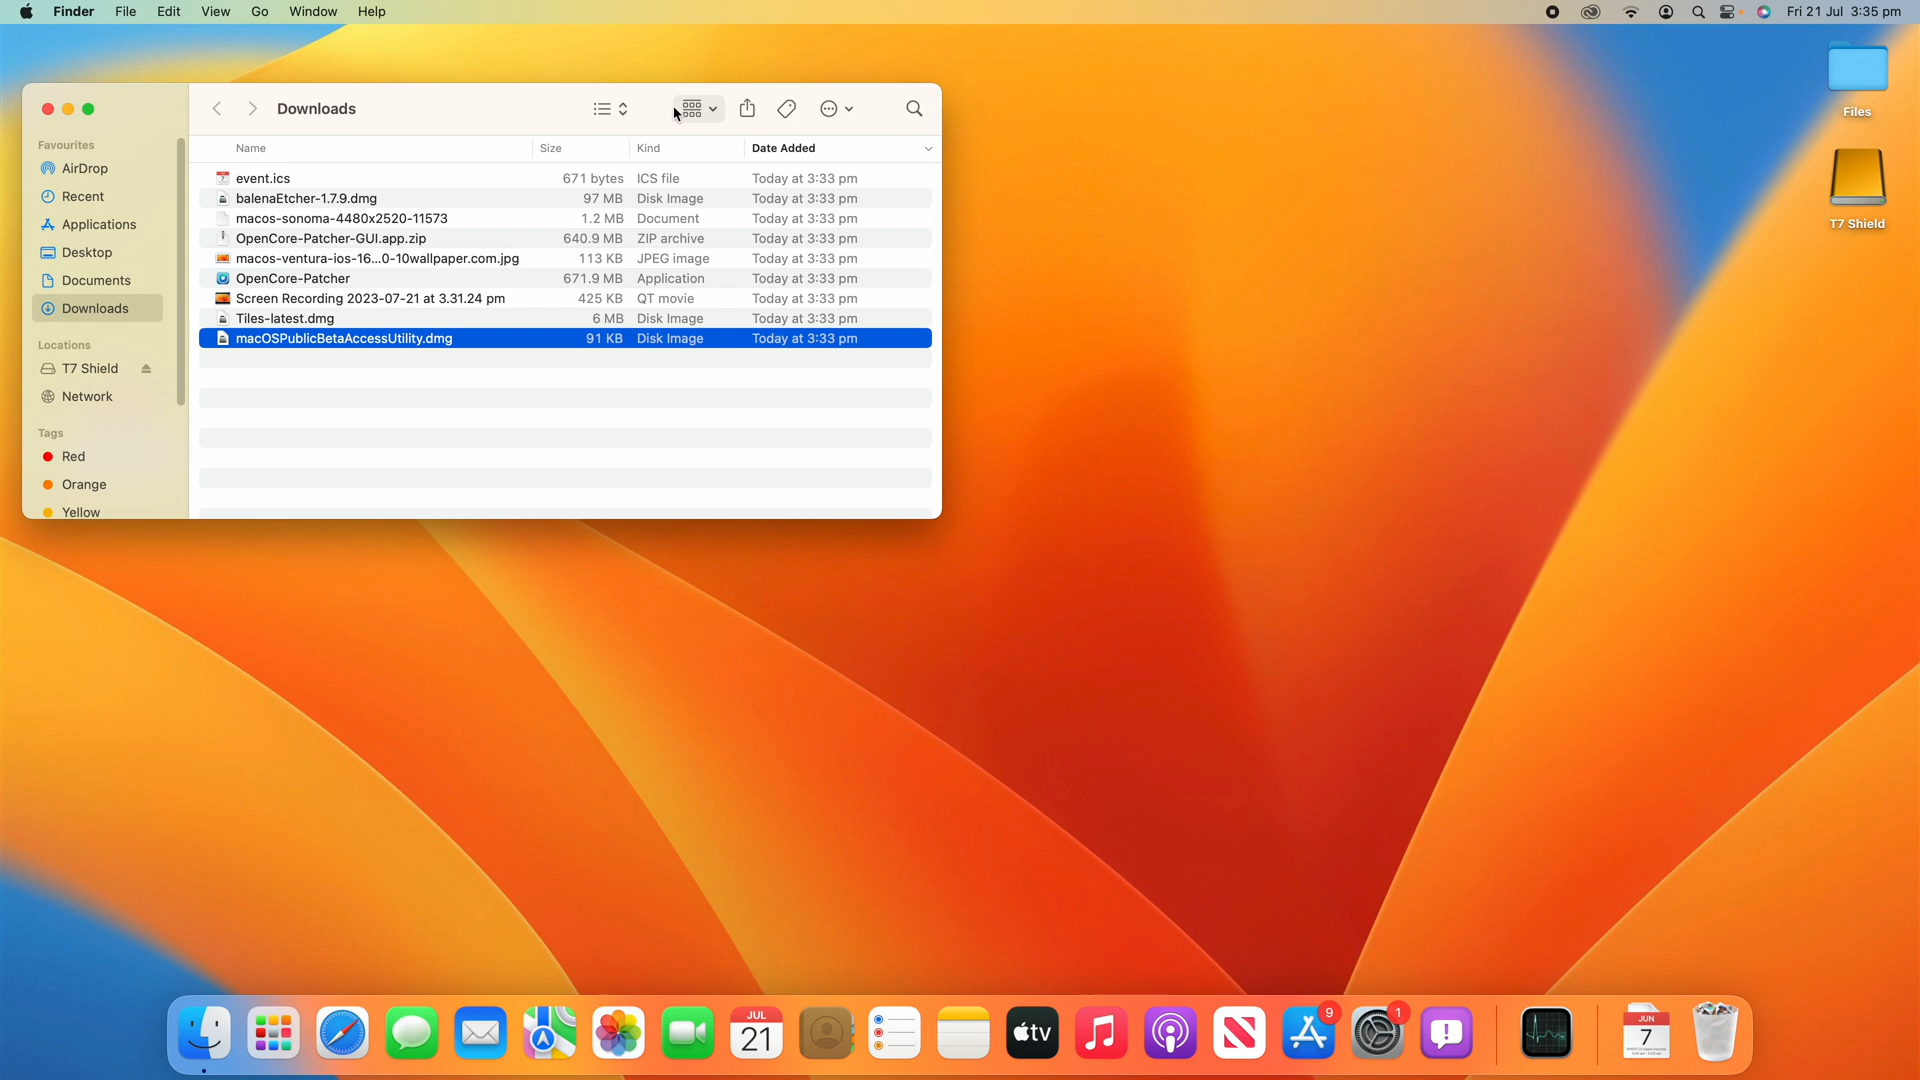 Finder File Edit View Go Window Help Fri 21 Jul 3:35 pm
Files
T7 Shield
Downloads
Favourites
AirDrop
Recent
Applications
Desktop
Documents
Downloads
Locations
T7 Shield
Network
Tags
Red
Orange
Yellow
Name Size Kind Date Added
event.ics 671 bytes ICS file Today at 3:33 pm
balenaEtcher-1.7.9.dmg 97 MB Disk Image Today at 3:33 pm
macos-sonoma-4480x2520-11573 1.2 MB Document Today at 3:33 pm
OpenCore-Patcher-GUI.app.zip 640.9 MB ZIP archive Today at 3:33 pm
macos-ventura-ios-16...0-10wallpaper.com.jpg 113 KB JPEG image Today at 3:33 pm
OpenCore-Patcher 671.9 MB Application Today at 3:33 pm
Screen Recording 2023-07-21 at 3.31.24 pm 425 KB QT movie Today at 3:33 pm
Tiles-latest.dmg 6 MB Disk Image Today at 3:33 pm
macOSPublicBetaAccessUtility.dmg 91 KB Disk Image Today at 3:33 pm
JUL
21
tv
9
1
JUN
7